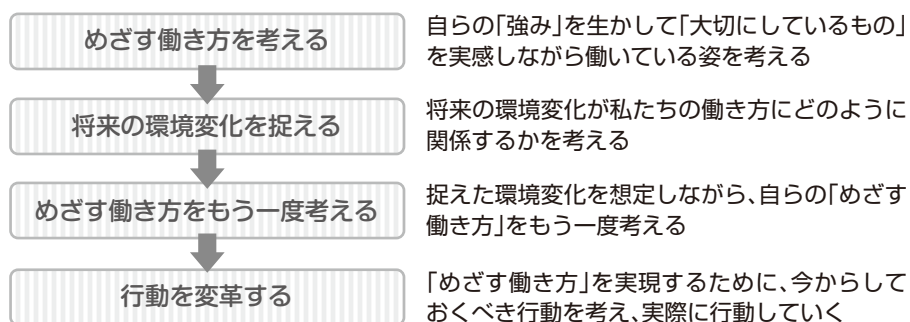 めざす働き方を考える
自らの「強み」を生かして「大切にしているもの」
を実感しながら働いている姿を考える
将来の環境変化を捉える
将来の環境変化が私たちの働き方にどのように
関係するかを考える
めざす働き方をもう一度考える
捉えた環境変化を想定しながら、自らの「めざす
働き方」をもう一度考える
行動を変革する
「めざす働き方」を実現するために、今からして
おくべき行動を考え、実際に行動していく